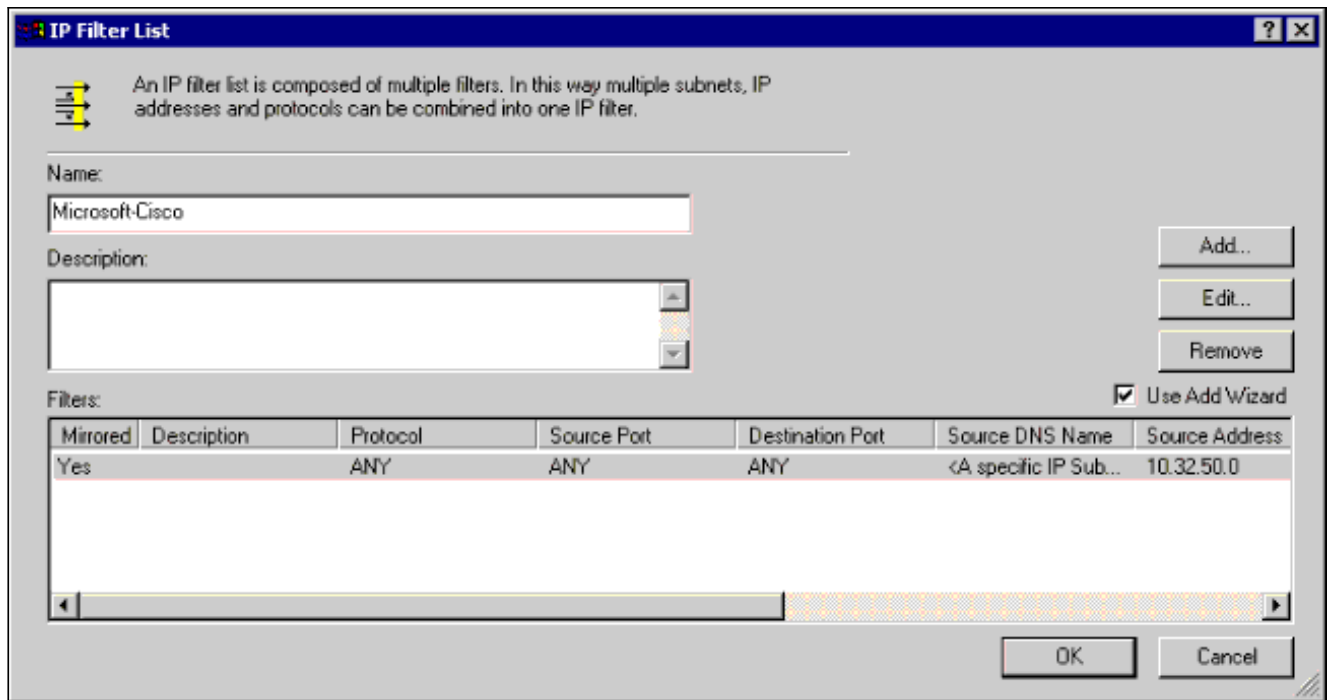 IP Filter List
An IP filter list is composed of multiple filters. In this way multiple subnets, IP
addresses and protocols can be combined into one IP filter.
Name:
Microsoft-Cisco
Add...
Description:
Edit...
Remove
Filters:
Use Add Wizard
Mirrored Description Protocol Source Port Destination Port Source DNS Name Source Address
Yes ANY ANY ANY <A specific IP Sub... 10.32.50.0
OK Cancel